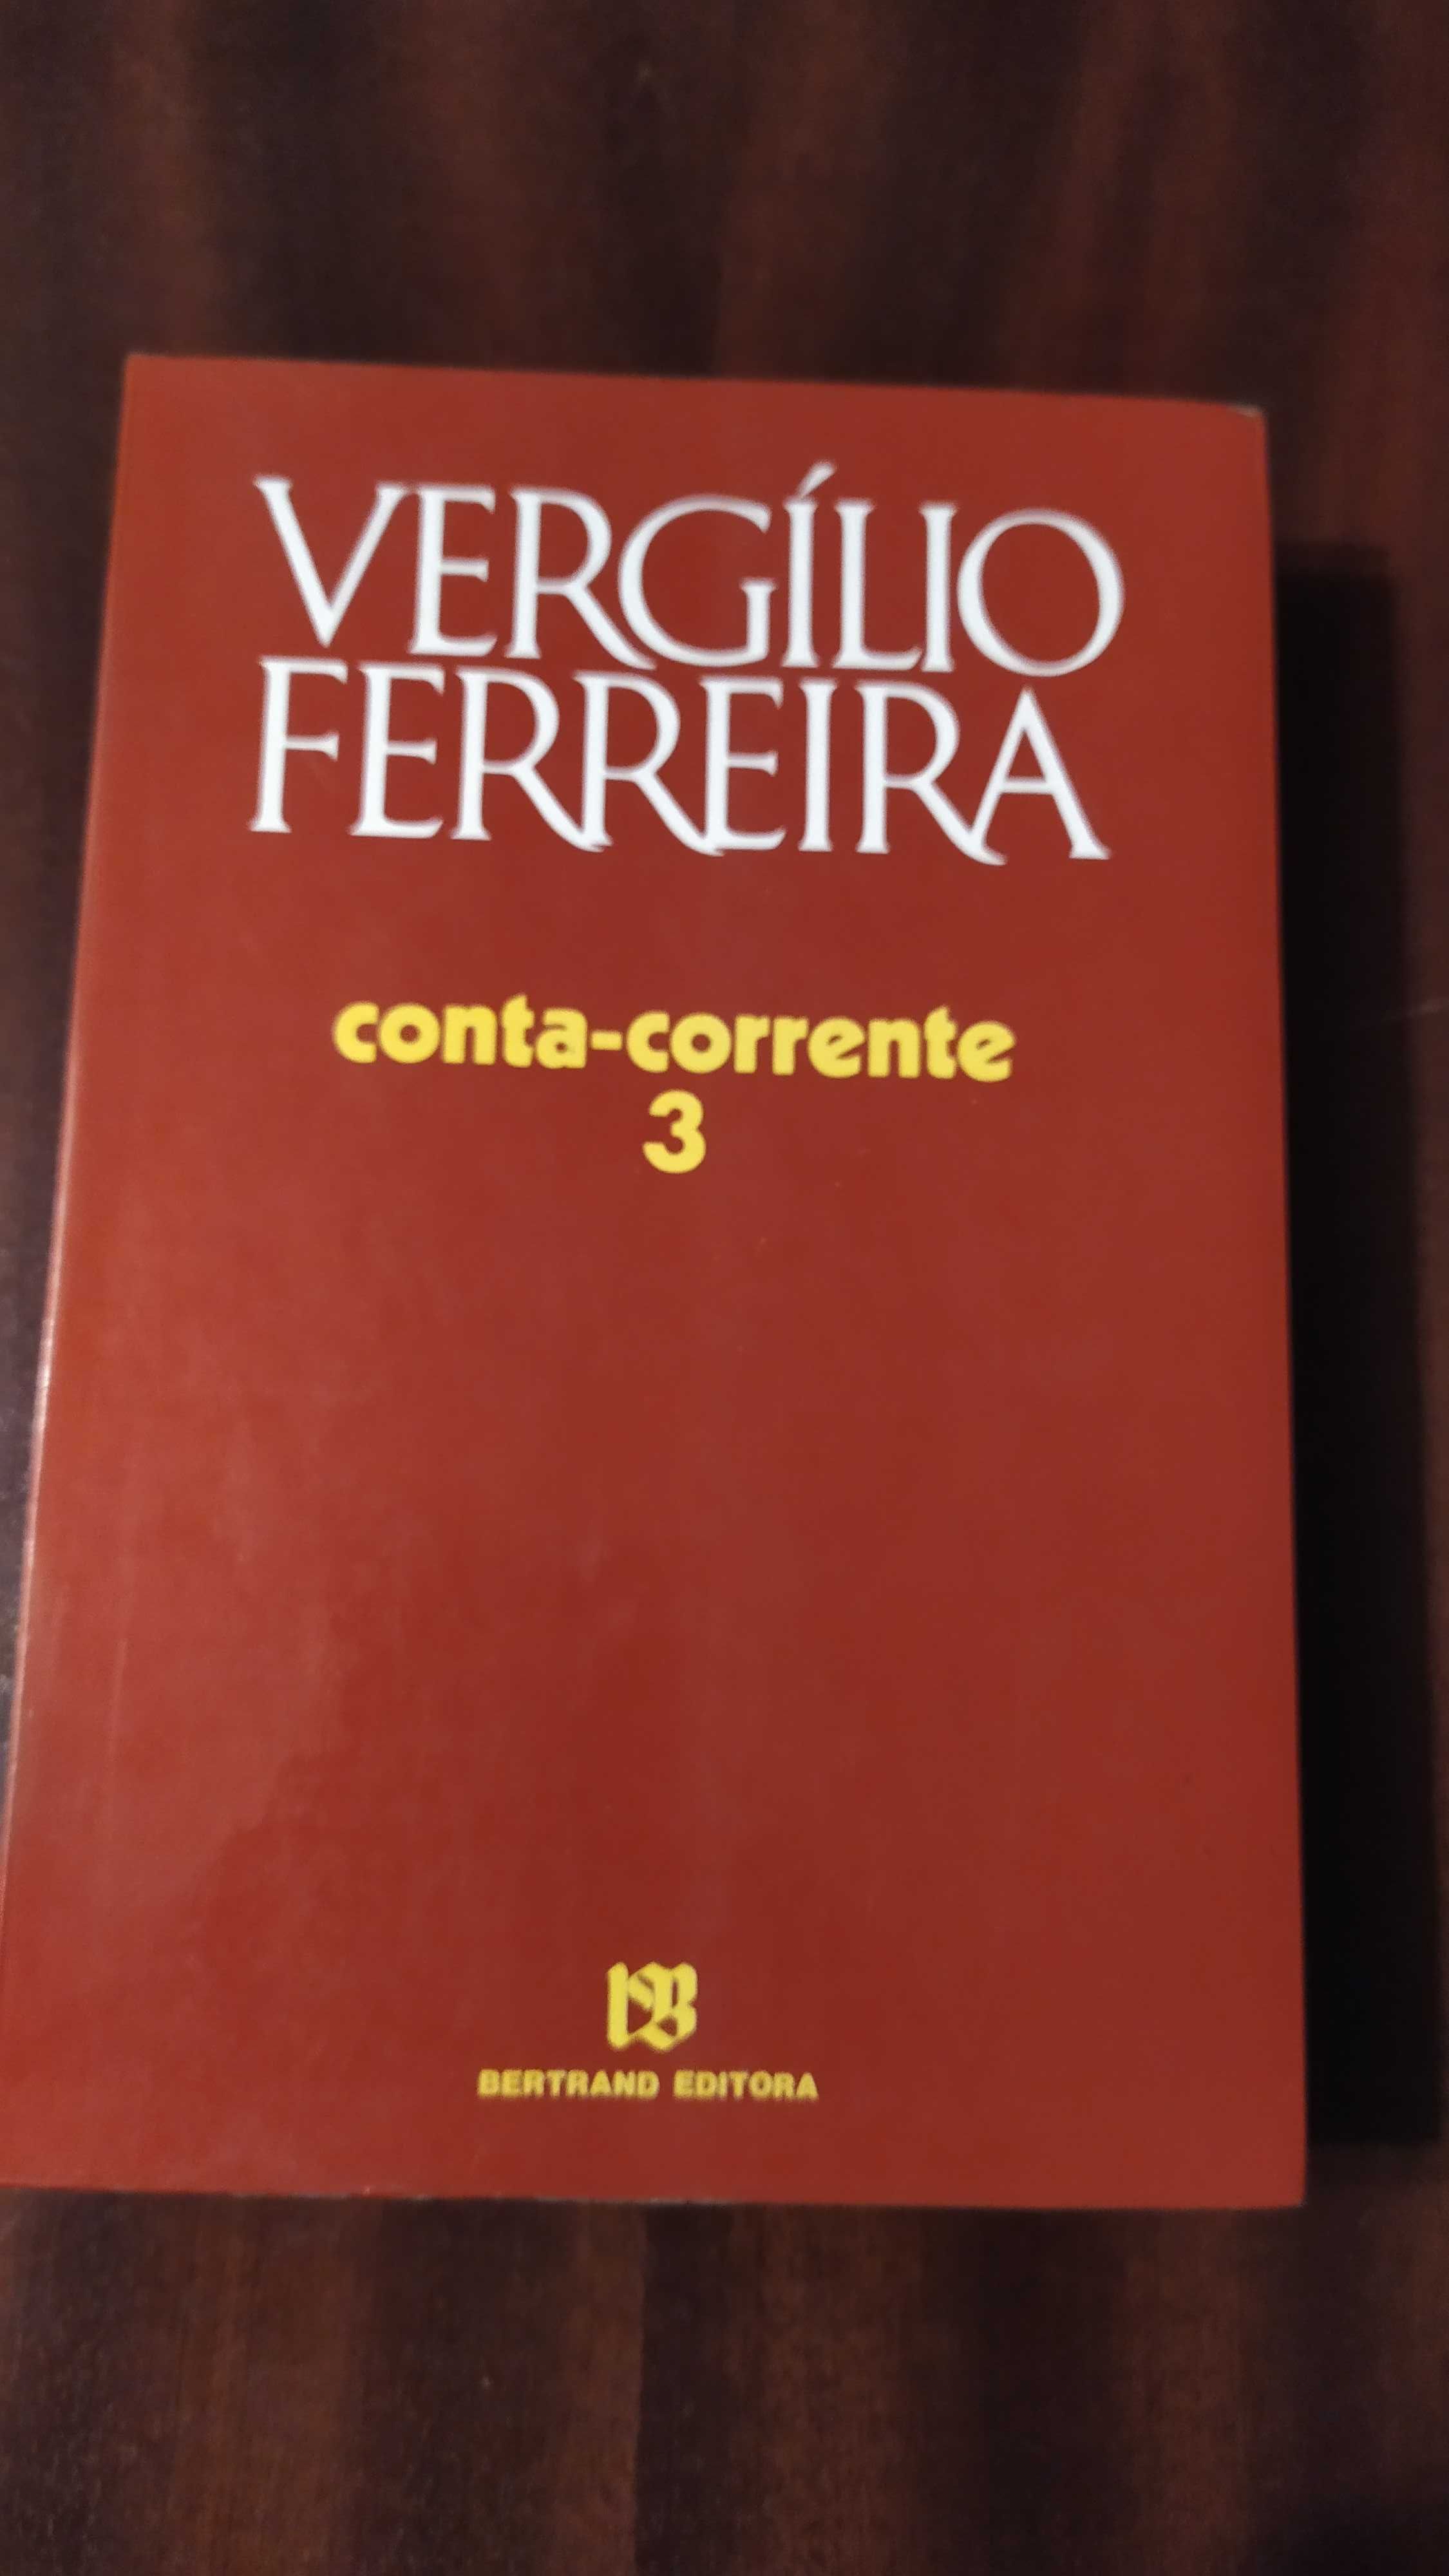 VERGÍLIO
FERREIRA
conta-corrente
3
BERTRAND EDITORA